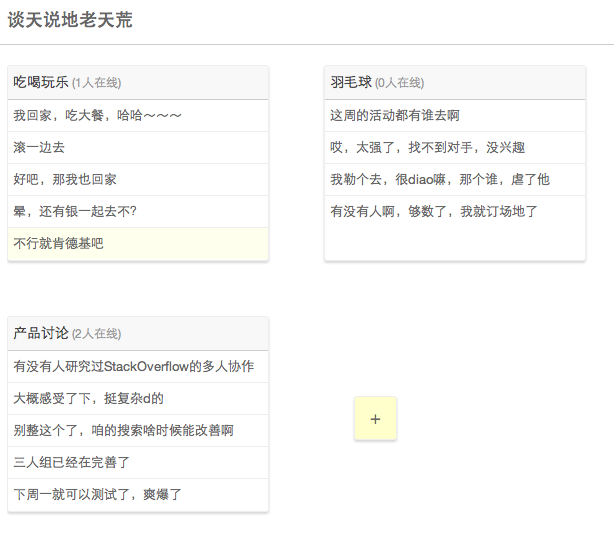 谈天说地老天荒
吃喝玩乐 (1人在线)
我回家，吃大餐，哈哈～～～
滚一边去
好吧，那我也回家
晕，还有银一起去不？
不行就肯德基吧
羽毛球 (0人在线)
这周的活动都有谁去啊
哎，太强了，找不到对手，没兴趣
我勒个去，很diao嘛，那个谁，虐了他
有没有人啊，够数了，我就订场地了
产品讨论 (2人在线)
有没有人研究过StackOverflow的多人协作
大概感受了下，挺复杂d的
别整这个了，咱的搜索啥时候能改善啊
三人组已经在完善了
下周一就可以测试了，爽爆了
+